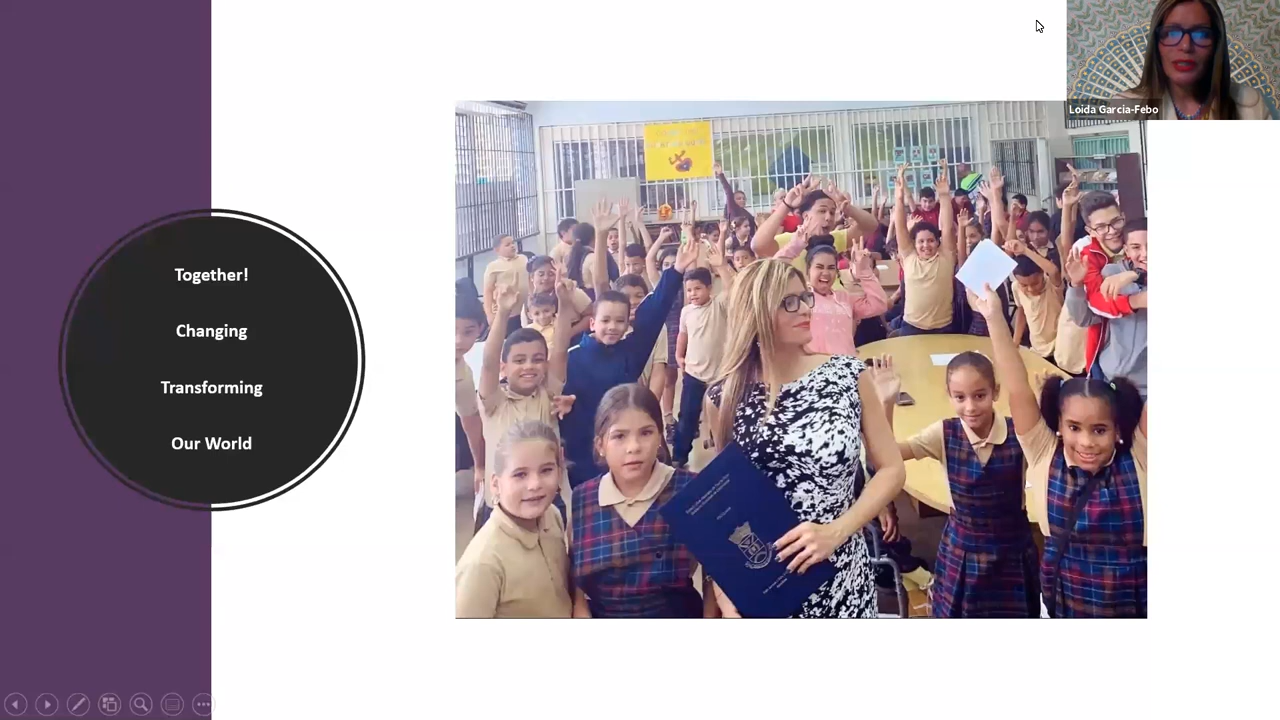 Together!
Changing
Transforming
Our World
Loida Garcia-Febo